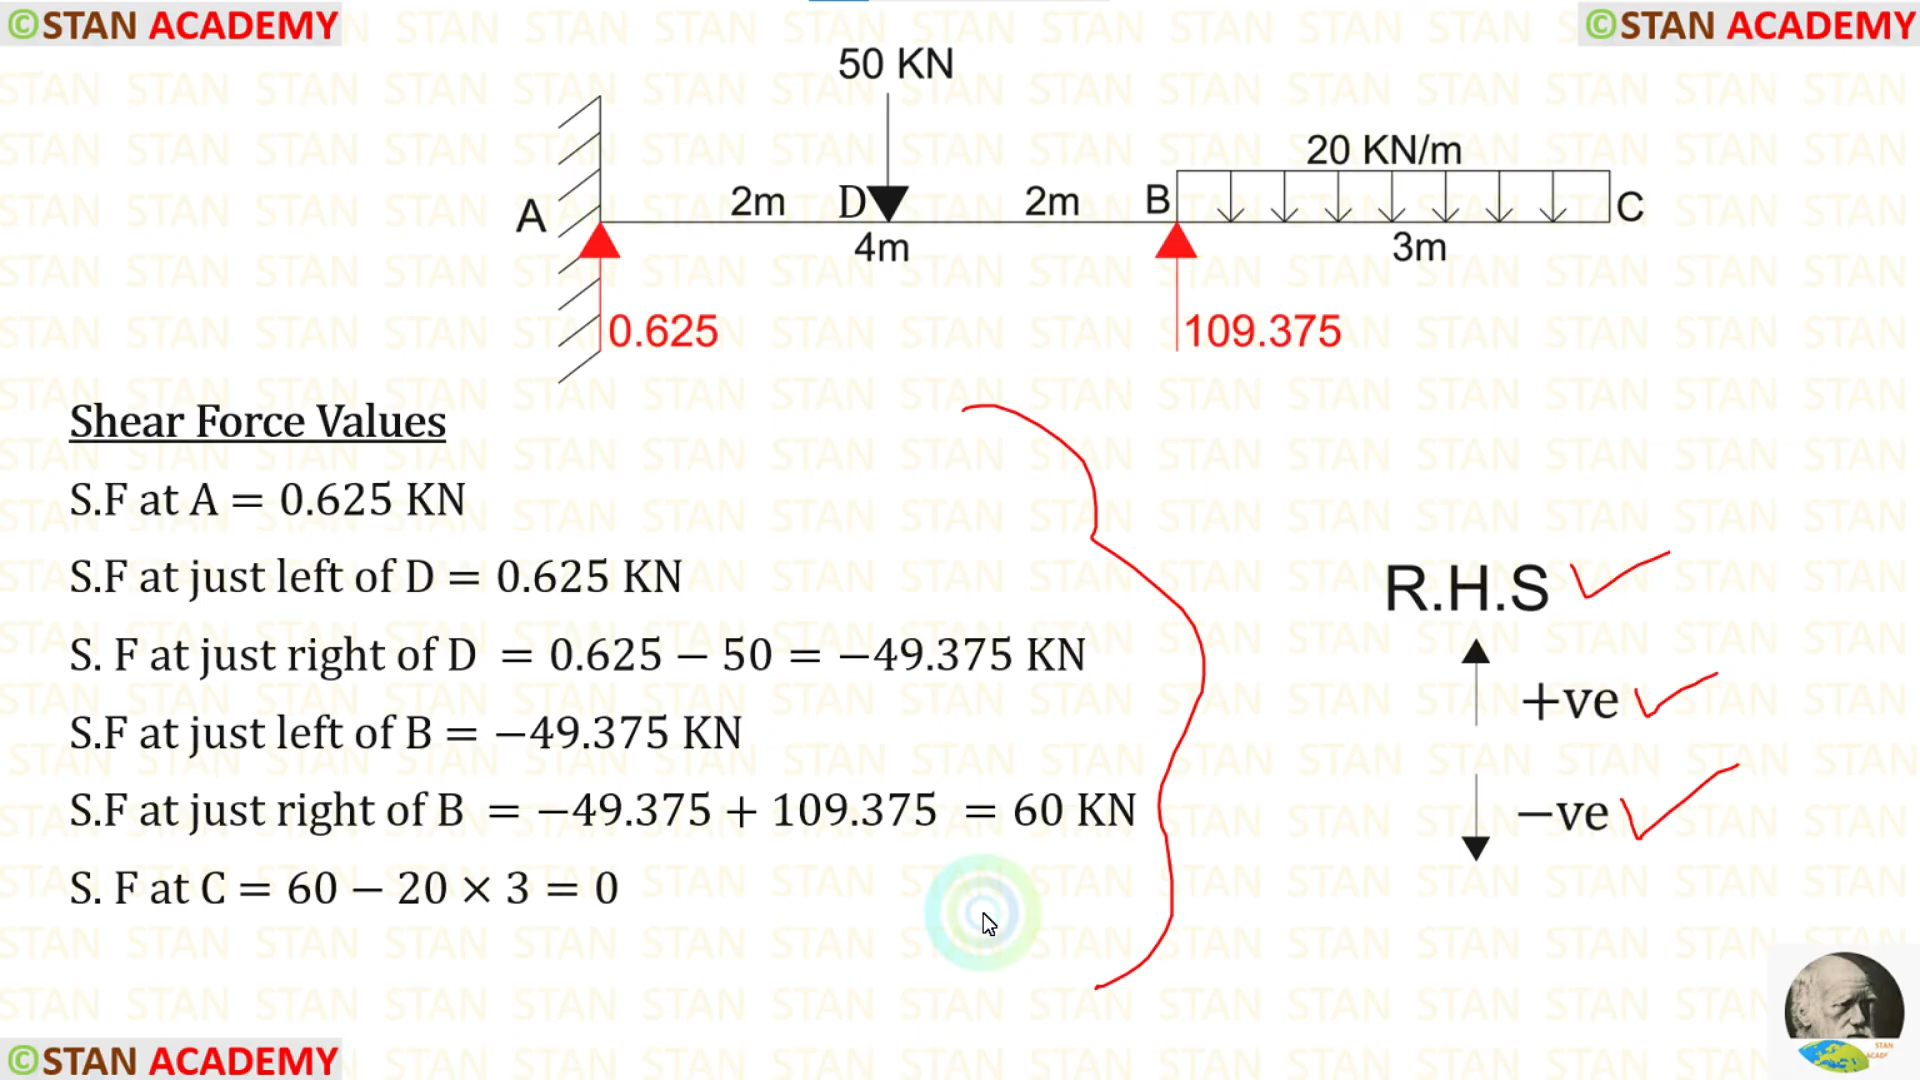 ©STAN ACADEMY
©STAN ACADEMY
50 KN
20 KN/m
A
2m
D
2m
B
C
4m
3m
0.625
109.375
Shear Force Values
S.F at A = 0.625 KN
S.F at just left of D = 0.625 KN
S. F at just right of D = 0.625 − 50 = −49.375 KN
S.F at just left of B = −49.375 KN
S.F at just right of B = −49.375 + 109.375 = 60 KN
S. F at C = 60 − 20 × 3 = 0
R.H.S
+ve
−ve
STAN
©STAN ACADEMY